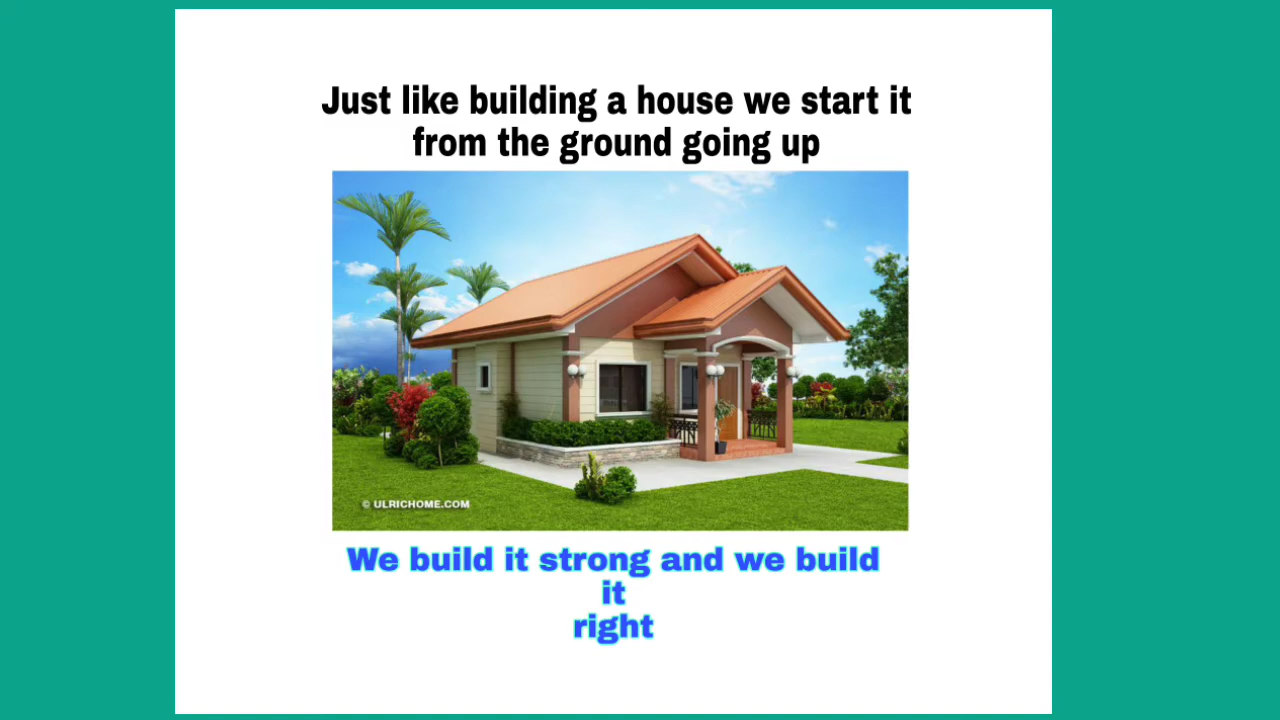 Just like building a house we start it
from the ground going up
© ULRICHOME.COM
We build it strong and we build
it
right